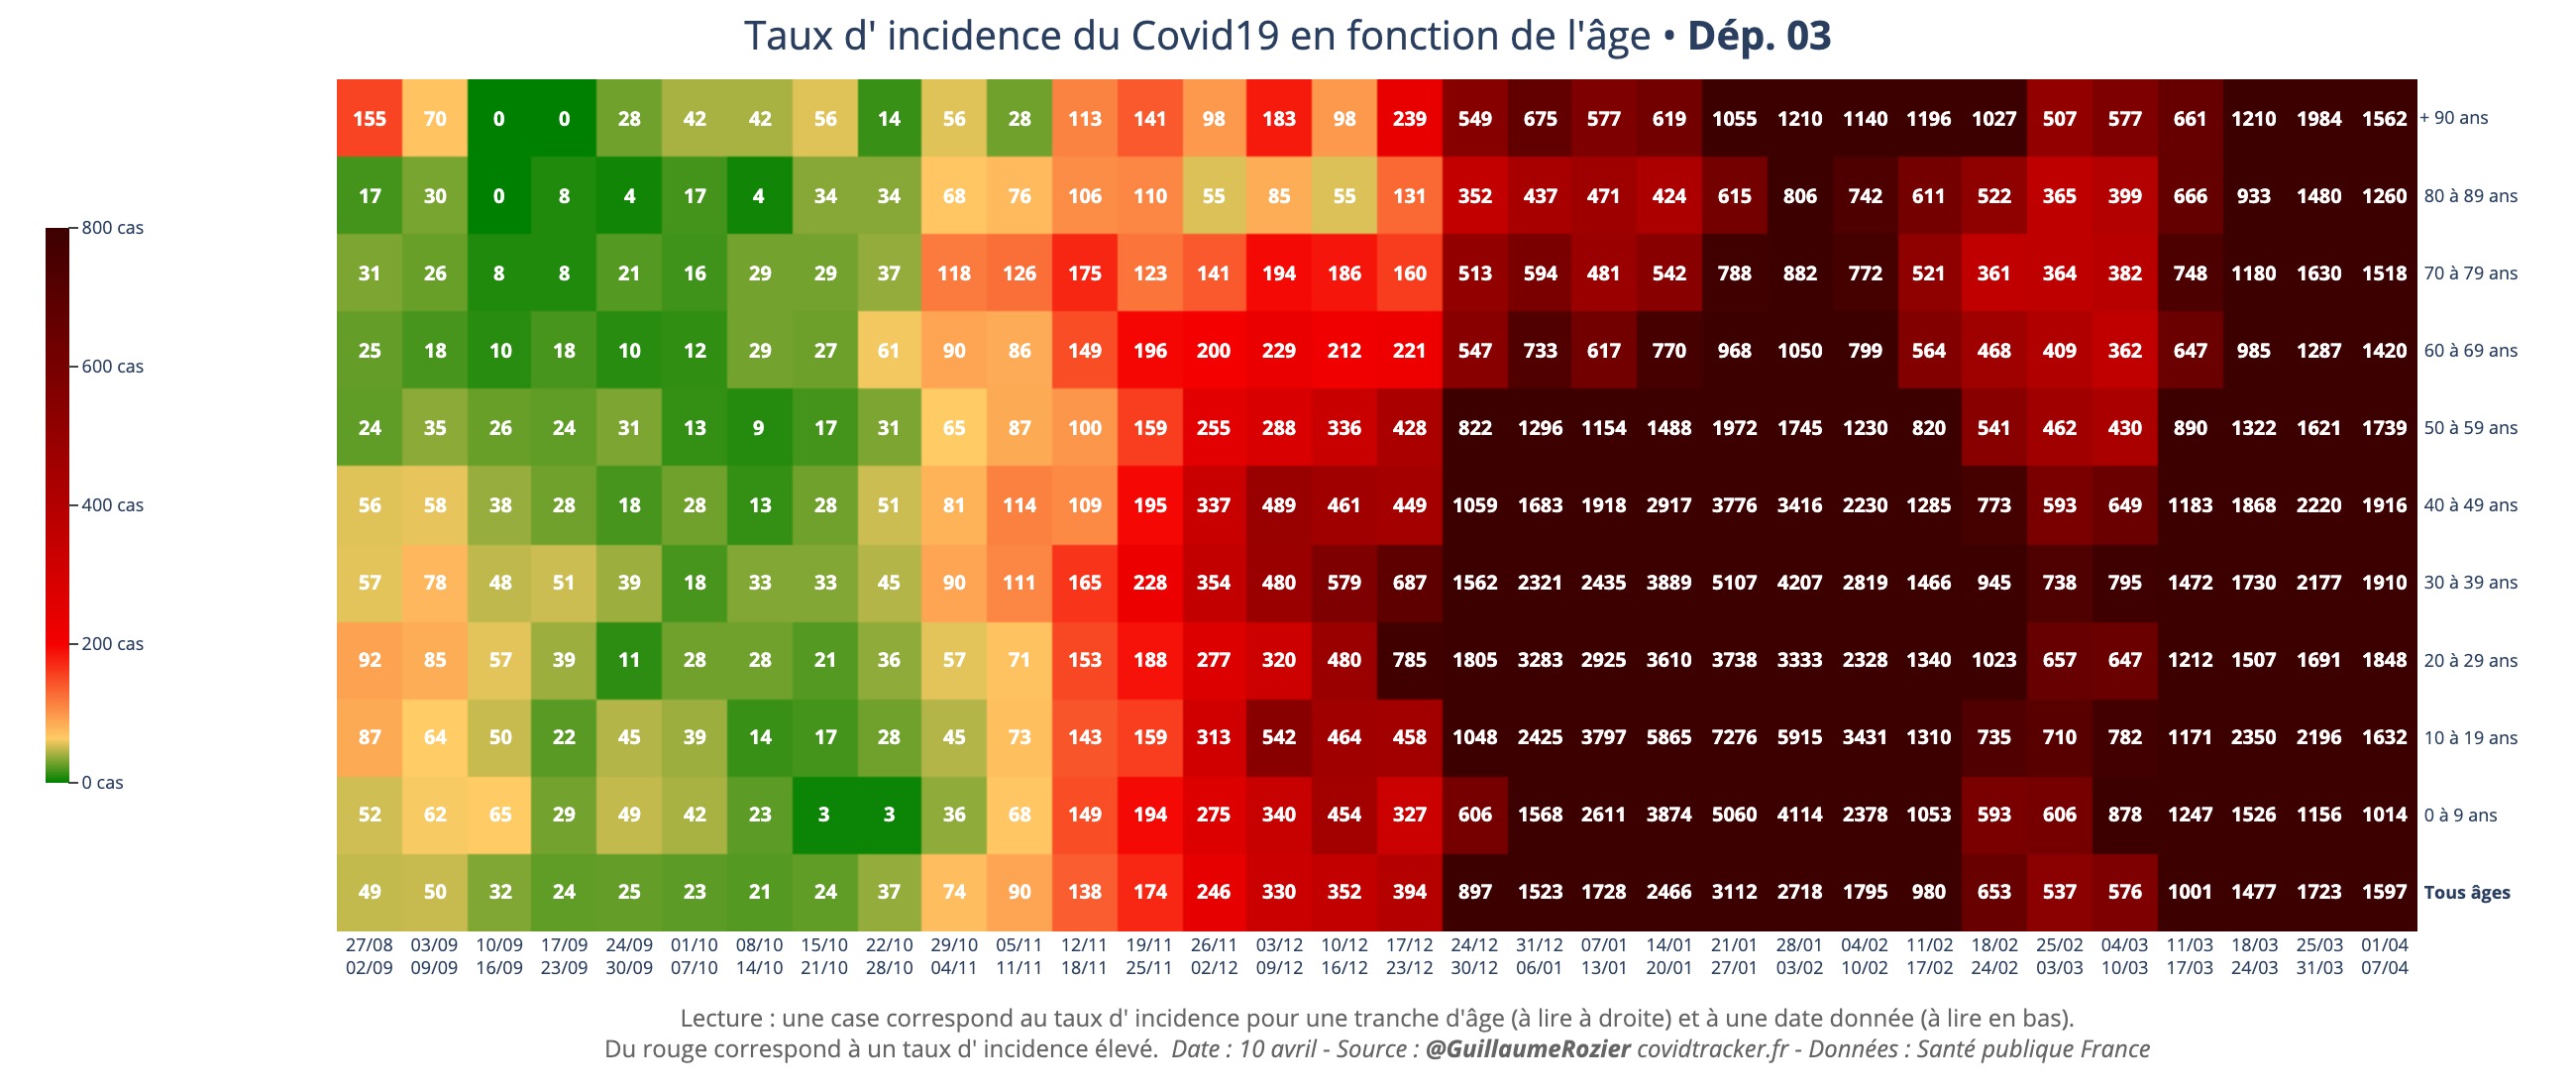 Taux d' incidence du Covid19 en fonction de l'âge • Dép. 03
800 cas
600 cas
400 cas
200 cas
0 cas
155 70 0 0 28 42 42 56 14 56 28 113 141 98 183 98 239 549 675 577 619 1055 1210 1140 1196 1027 507 577 661 1210 1984 1562 + 90 ans
17 30 0 8 4 17 4 34 34 68 76 106 110 55 85 55 131 352 437 471 424 615 806 742 611 522 365 399 666 933 1480 1260 80 à 89 ans
31 26 8 8 21 16 29 29 37 118 126 175 123 141 194 186 160 513 594 481 542 788 882 772 521 361 364 382 748 1180 1630 1518 70 à 79 ans
25 18 10 18 10 12 29 27 61 90 86 149 196 200 229 212 221 547 733 617 770 968 1050 799 564 468 409 362 647 985 1287 1420 60 à 69 ans
24 35 26 24 31 13 9 17 31 65 87 100 159 255 288 336 428 822 1296 1154 1488 1972 1745 1230 820 541 462 430 890 1322 1621 1739 50 à 59 ans
56 58 38 28 18 28 13 28 51 81 114 109 195 337 489 461 449 1059 1683 1918 2917 3776 3416 2230 1285 773 593 649 1183 1868 2220 1916 40 à 49 ans
57 78 48 51 39 18 33 33 45 90 111 165 228 354 480 579 687 1562 2321 2435 3889 5107 4207 2819 1466 945 738 795 1472 1730 2177 1910 30 à 39 ans
92 85 57 39 11 28 28 21 36 57 71 153 188 277 320 480 785 1805 3283 2925 3610 3738 3333 2328 1340 1023 657 647 1212 1507 1691 1848 20 à 29 ans
87 64 50 22 45 39 14 17 28 45 73 143 159 313 542 464 458 1048 2425 3797 5865 7276 5915 3431 1310 735 710 782 1171 2350 2196 1632 10 à 19 ans
52 62 65 29 49 42 23 3 3 36 68 149 194 275 340 454 327 606 1568 2611 3874 5060 4114 2378 1053 593 606 878 1247 1526 1156 1014 0 à 9 ans
49 50 32 24 25 23 21 24 37 74 90 138 174 246 330 352 394 897 1523 1728 2466 3112 2718 1795 980 653 537 576 1001 1477 1723 1597 Tous âges
27/08 03/09 10/09 17/09 24/09 01/10 08/10 15/10 22/10 29/10 05/11 12/11 19/11 26/11 03/12 10/12 17/12 24/12 31/12 07/01 14/01 21/01 28/01 04/02 11/02 18/02 25/02 04/03 11/03 18/03 25/03 01/04
02/09 09/09 16/09 23/09 30/09 07/10 14/10 21/10 28/10 04/11 11/11 18/11 25/11 02/12 09/12 16/12 23/12 30/12 06/01 13/01 20/01 27/01 03/02 10/02 17/02 24/02 03/03 10/03 17/03 24/03 31/03 07/04
Lecture : une case correspond au taux d' incidence pour une tranche d'âge (à lire à droite) et à une date donnée (à lire en bas).
Du rouge correspond à un taux d' incidence élevé. Date : 10 avril - Source : @GuillaumeRozier covidtracker.fr - Données : Santé publique France